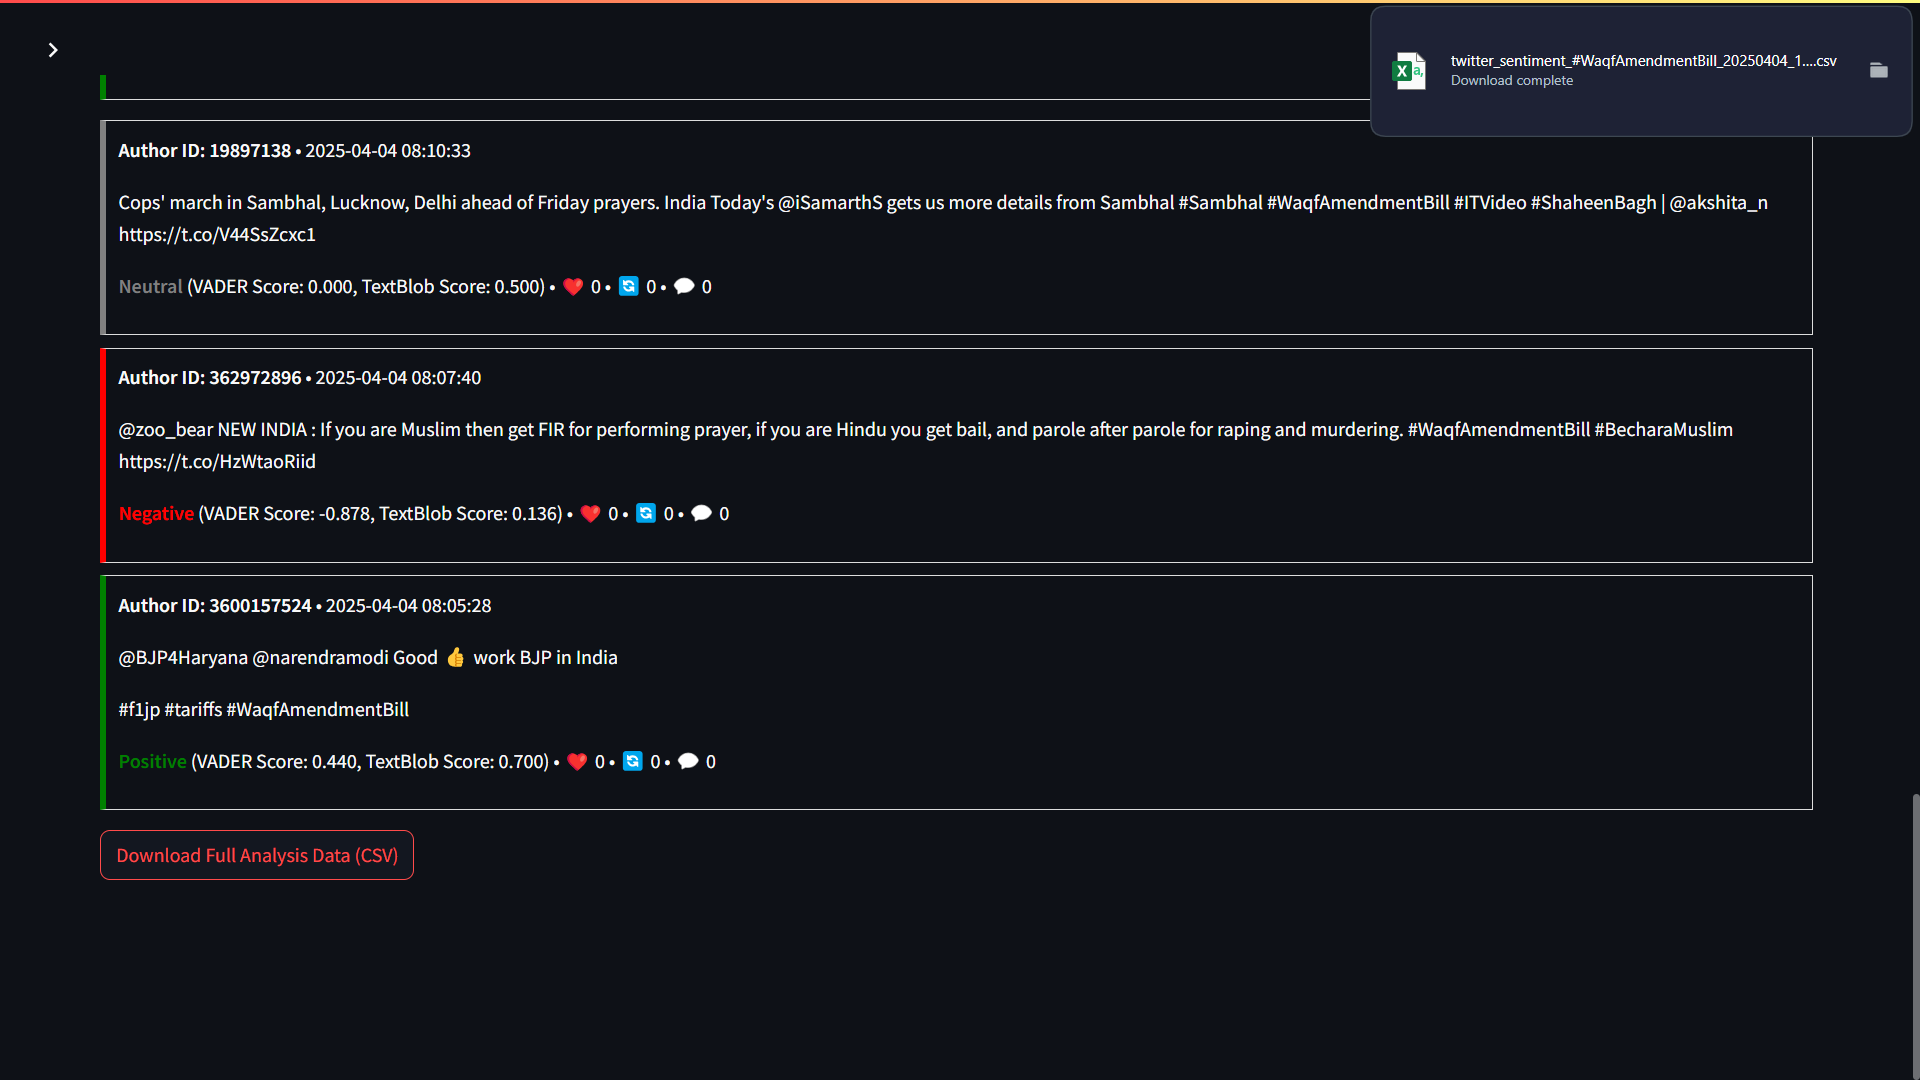 twitter_sentiment_#WaqfAmendmentBill_20250404_1....csv
Download complete
Author ID: 19897138 • 2025-04-04 08:10:33
Cops' march in Sambhal, Lucknow, Delhi ahead of Friday prayers. India Today's @iSamarthS gets us more details from Sambhal #Sambhal #WaqfAmendmentBill #ITVideo #ShaheenBagh | @akshita_n
https://t.co/V44SsZcxc1
Neutral (VADER Score: 0.000, TextBlob Score: 0.500) • ❤️ 0 • 🔄 0 • 💬 0
Author ID: 362972896 • 2025-04-04 08:07:40
@zoo_bear NEW INDIA : If you are Muslim then get FIR for performing prayer, if you are Hindu you get bail, and parole after parole for raping and murdering. #WaqfAmendmentBill #BecharaMuslim
https://t.co/HzWtaoRiid
Negative (VADER Score: -0.878, TextBlob Score: 0.136) • ❤️ 0 • 🔄 0 • 💬 0
Author ID: 3600157524 • 2025-04-04 08:05:28
@BJP4Haryana @narendramodi Good 👍 work BJP in India
#f1jp #tariffs #WaqfAmendmentBill
Positive (VADER Score: 0.440, TextBlob Score: 0.700) • ❤️ 0 • 🔄 0 • 💬 0
Download Full Analysis Data (CSV)